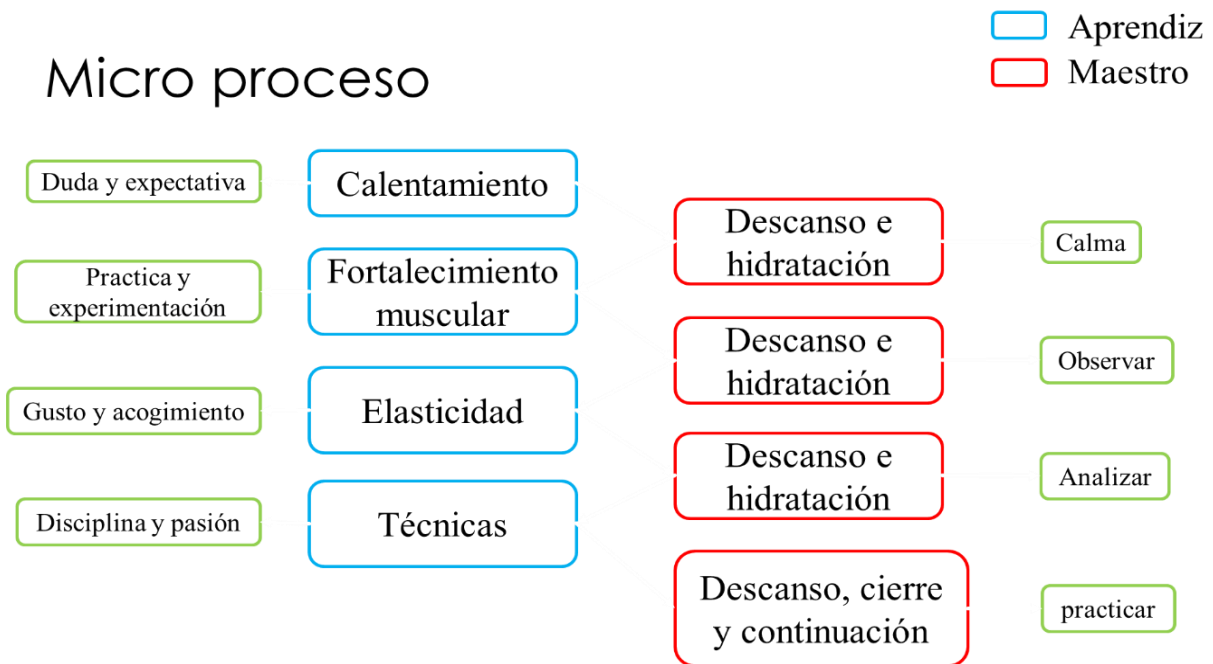 Micro proceso
Aprendiz
Maestro
Duda y expectativa
Calentamiento
Descanso e
hidratación
Calma
Practica y
experimentación
Fortalecimiento
muscular
Descanso e
hidratación
Observar
Gusto y acogimiento
Elasticidad
Descanso e
hidratación
Analizar
Disciplina y pasión
Técnicas
Descanso, cierre
y continuación
practicar